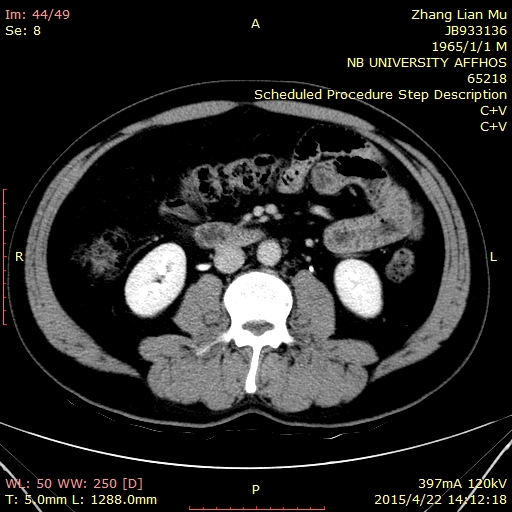 Im: 44/49
Se: 8
A
Zhang Lian Mu
JB933136
1965/1/1 M
NB UNIVERSITY AFFHOS
65218
Scheduled Procedure Step Description
C+V
C+V
R
L
WL: 50 WW: 250 [D]
T: 5.0mm L: 1288.0mm
P
397mA 120kV
2015/4/22 14:12:18